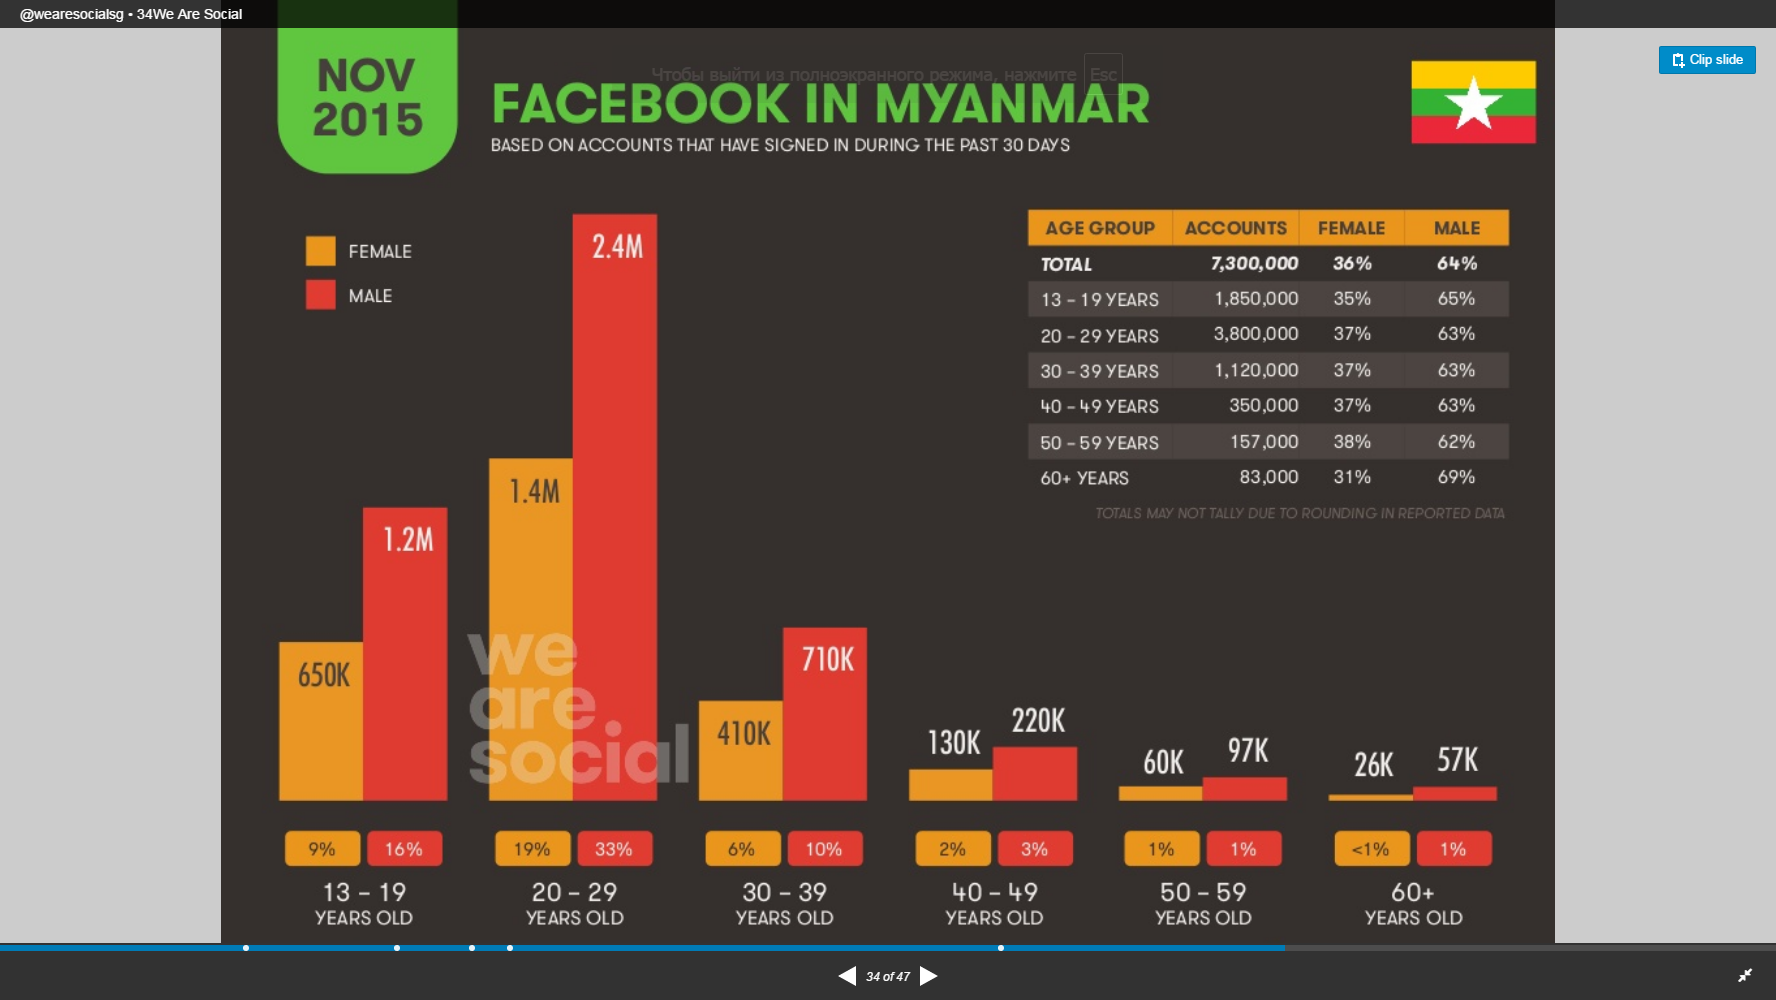 @wearesocialsg • 34We Are Social
Clip slide
Чтобы выйти из полноэкранного режима, нажмите Esc
NOV
2015
FACEBOOK IN MYANMAR
BASED ON ACCOUNTS THAT HAVE SIGNED IN DURING THE PAST 30 DAYS
FEMALE
MALE
AGE GROUP ACCOUNTS FEMALE MALE
TOTAL 7,300,000 36% 64%
13 – 19 YEARS 1,850,000 35% 65%
20 – 29 YEARS 3,800,000 37% 63%
30 – 39 YEARS 1,120,000 37% 63%
40 – 49 YEARS 350,000 37% 63%
50 – 59 YEARS 157,000 38% 62%
60+ YEARS 83,000 31% 69%
TOTALS MAY NOT TALLY DUE TO ROUNDING IN REPORTED DATA
650K 1.2M 1.4M 2.4M 410K 710K 130K 220K 60K 97K 26K 57K
we
are
social
9% 16% 19% 33% 6% 10% 2% 3% 1% 1% <1% 1%
13 – 19 20 – 29 30 – 39 40 – 49 50 – 59 60+
YEARS OLD YEARS OLD YEARS OLD YEARS OLD YEARS OLD YEARS OLD
34 of 47